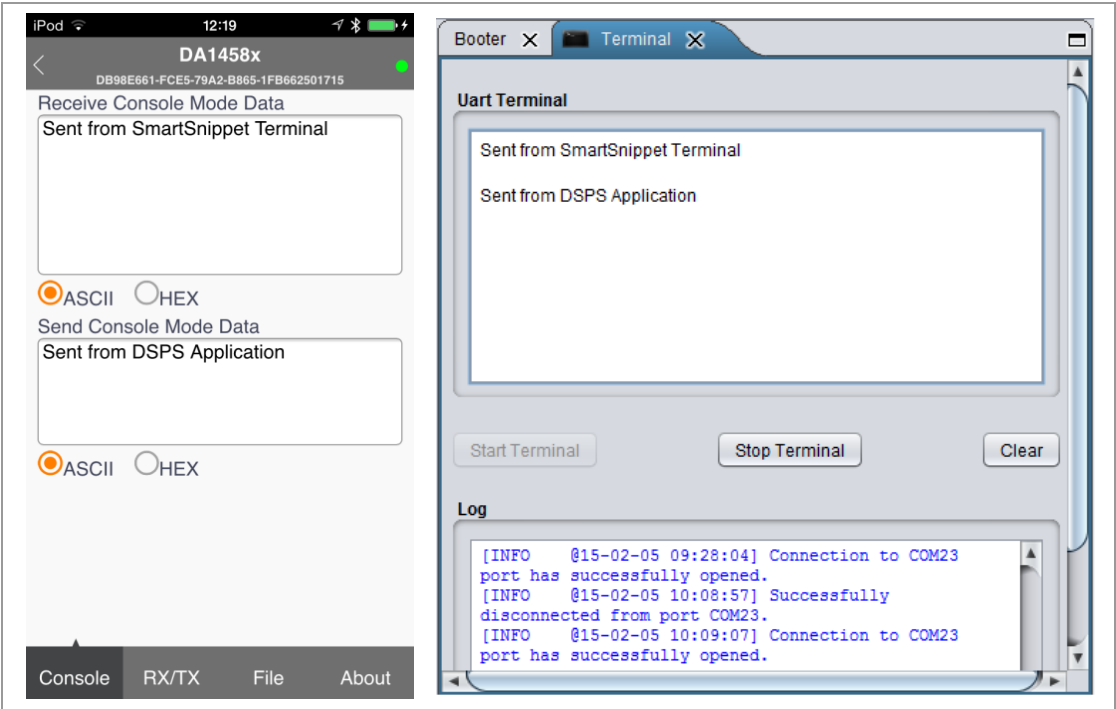 iPod 12:19
DA1458x
DB98E661-FCE5-79A2-B865-1FB662501715
Receive Console Mode Data
Sent from SmartSnippet Terminal
ASCII HEX
Send Console Mode Data
Sent from DSPS Application
ASCII HEX
Console RX/TX File About
Booter Terminal
Uart Terminal
Sent from SmartSnippet Terminal
Sent from DSPS Application
Start Terminal Stop Terminal Clear
Log
[INFO @15-02-05 09:28:04] Connection to COM23
port has successfully opened.
[INFO @15-02-05 10:08:57] Successfully
disconnected from port COM23.
[INFO @15-02-05 10:09:07] Connection to COM23
port has successfully opened.